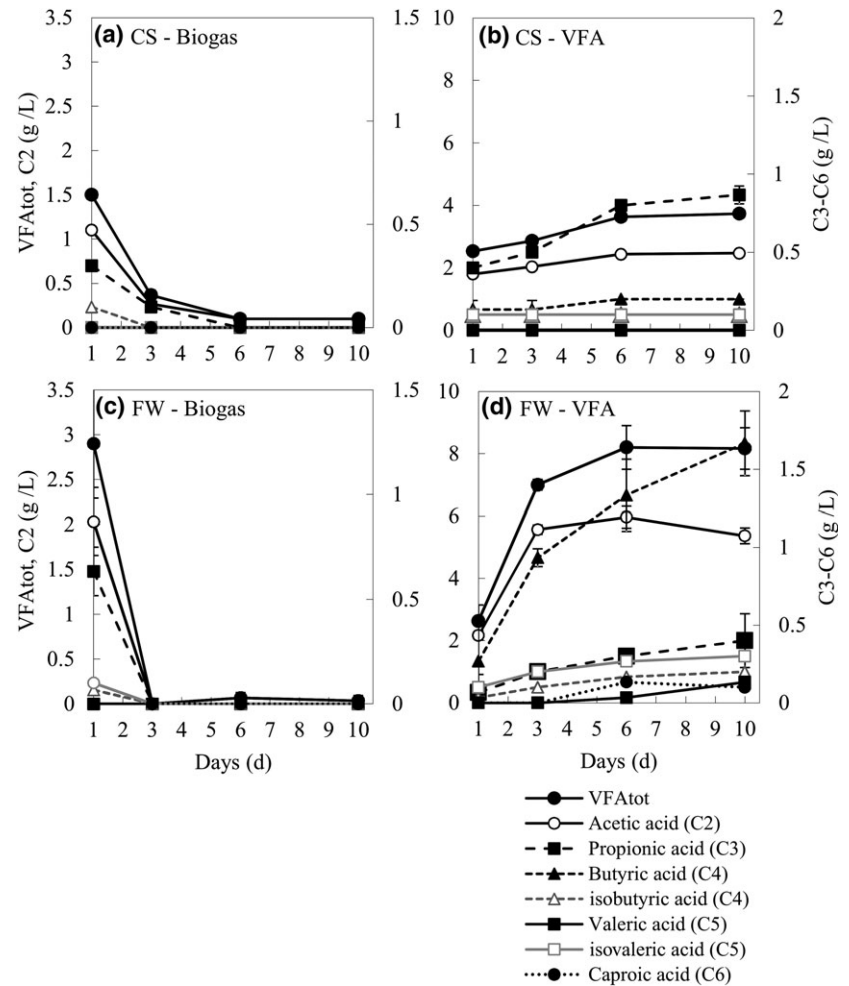 (a) CS - Biogas
3.5
3
2.5
2
1.5
1
0.5
0
VFAtot, C2 (g /L)
1.5
1
0.5
0
1 2 3 4 5 6 7 8 9 10
(b) CS - VFA
10
8
6
4
2
0
2
1.5
1
0.5
0
C3-C6 (g /L)
1 2 3 4 5 6 7 8 9 10
(c) FW - Biogas
3.5
3
2.5
2
1.5
1
0.5
0
VFAtot, C2 (g /L)
1.5
1
0.5
0
1 2 3 4 5 6 7 8 9 10
Days (d)
(d) FW - VFA
10
8
6
4
2
0
2
1.5
1
0.5
0
C3-C6 (g /L)
1 2 3 4 5 6 7 8 9 10
Days (d)
VFAtot
Acetic acid (C2)
Propionic acid (C3)
Butyric acid (C4)
isobutyric acid (C4)
Valeric acid (C5)
isovaleric acid (C5)
Caproic acid (C6)